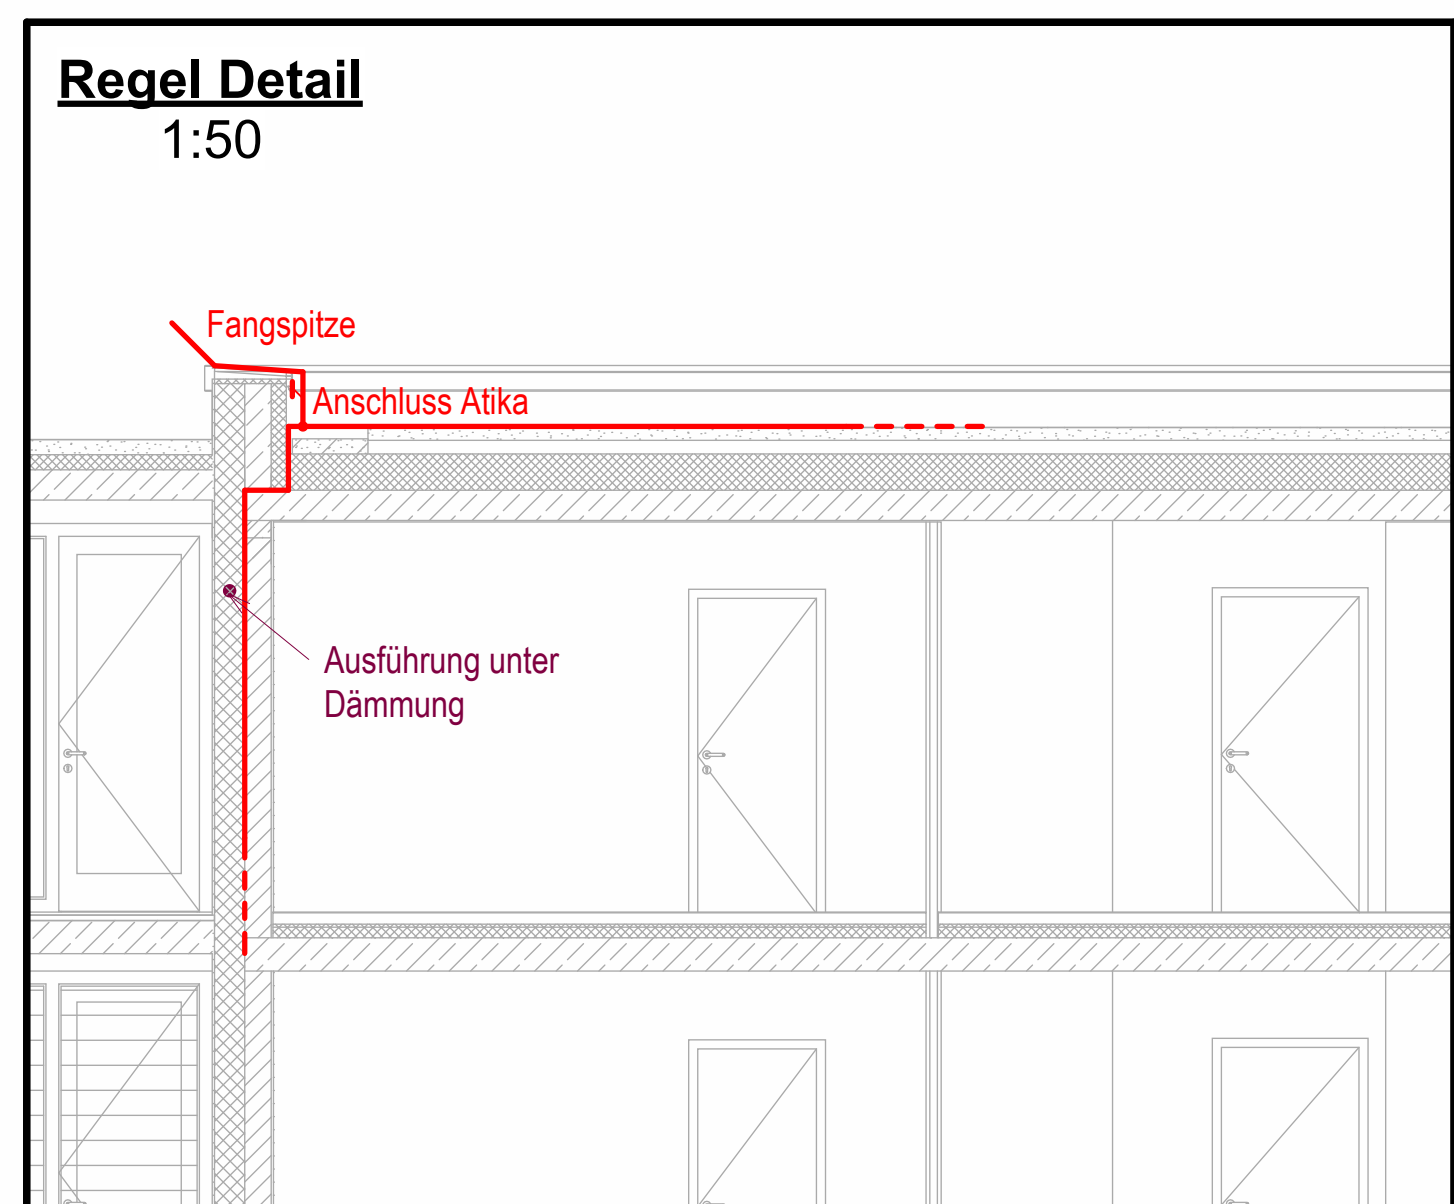 Regel Detail
1:50
Fangspitze
Anschluss Atika
Ausführung unter
Dämmung